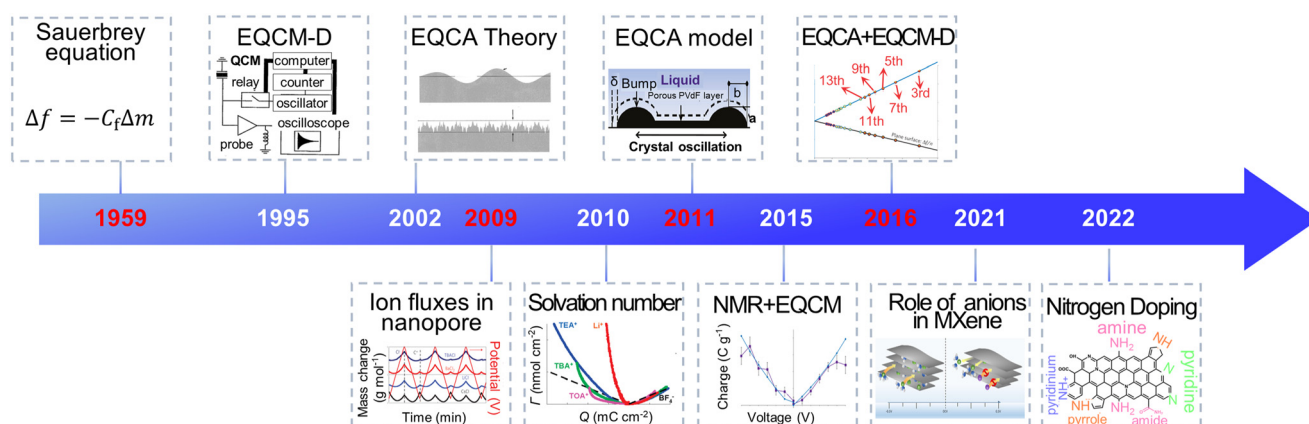 Sauerbrey
equation
Δf = −C_fΔm
EQCM-D
QCM
relay
computer
counter
oscillator
oscilloscope
probe
EQCA Theory
EQCA model
δ
Bump
Liquid
Porous PVdF layer
b
a
Crystal oscillation
EQCA+EQCM-D
13th
9th
5th
3rd
7th
11th
1959
1995
2002
2009
2010
2011
2015
2016
2021
2022
Ion fluxes in
nanopore
Mass change
(g mol⁻¹)
Potential (V)
Time (min)
Solvation number
Γ (nmol cm⁻²)
TEA⁺
Li⁺
TBA⁺
TOA⁺
BF₄⁻
Q (mC cm⁻²)
NMR+EQCM
Charge (C g⁻¹)
Voltage (V)
Role of anions
in MXene
Nitrogen Doping
amine
NH₂
NH
pyridinium
NH⁺
pyridine
N
N
NH
pyrrole
NH₂
amide